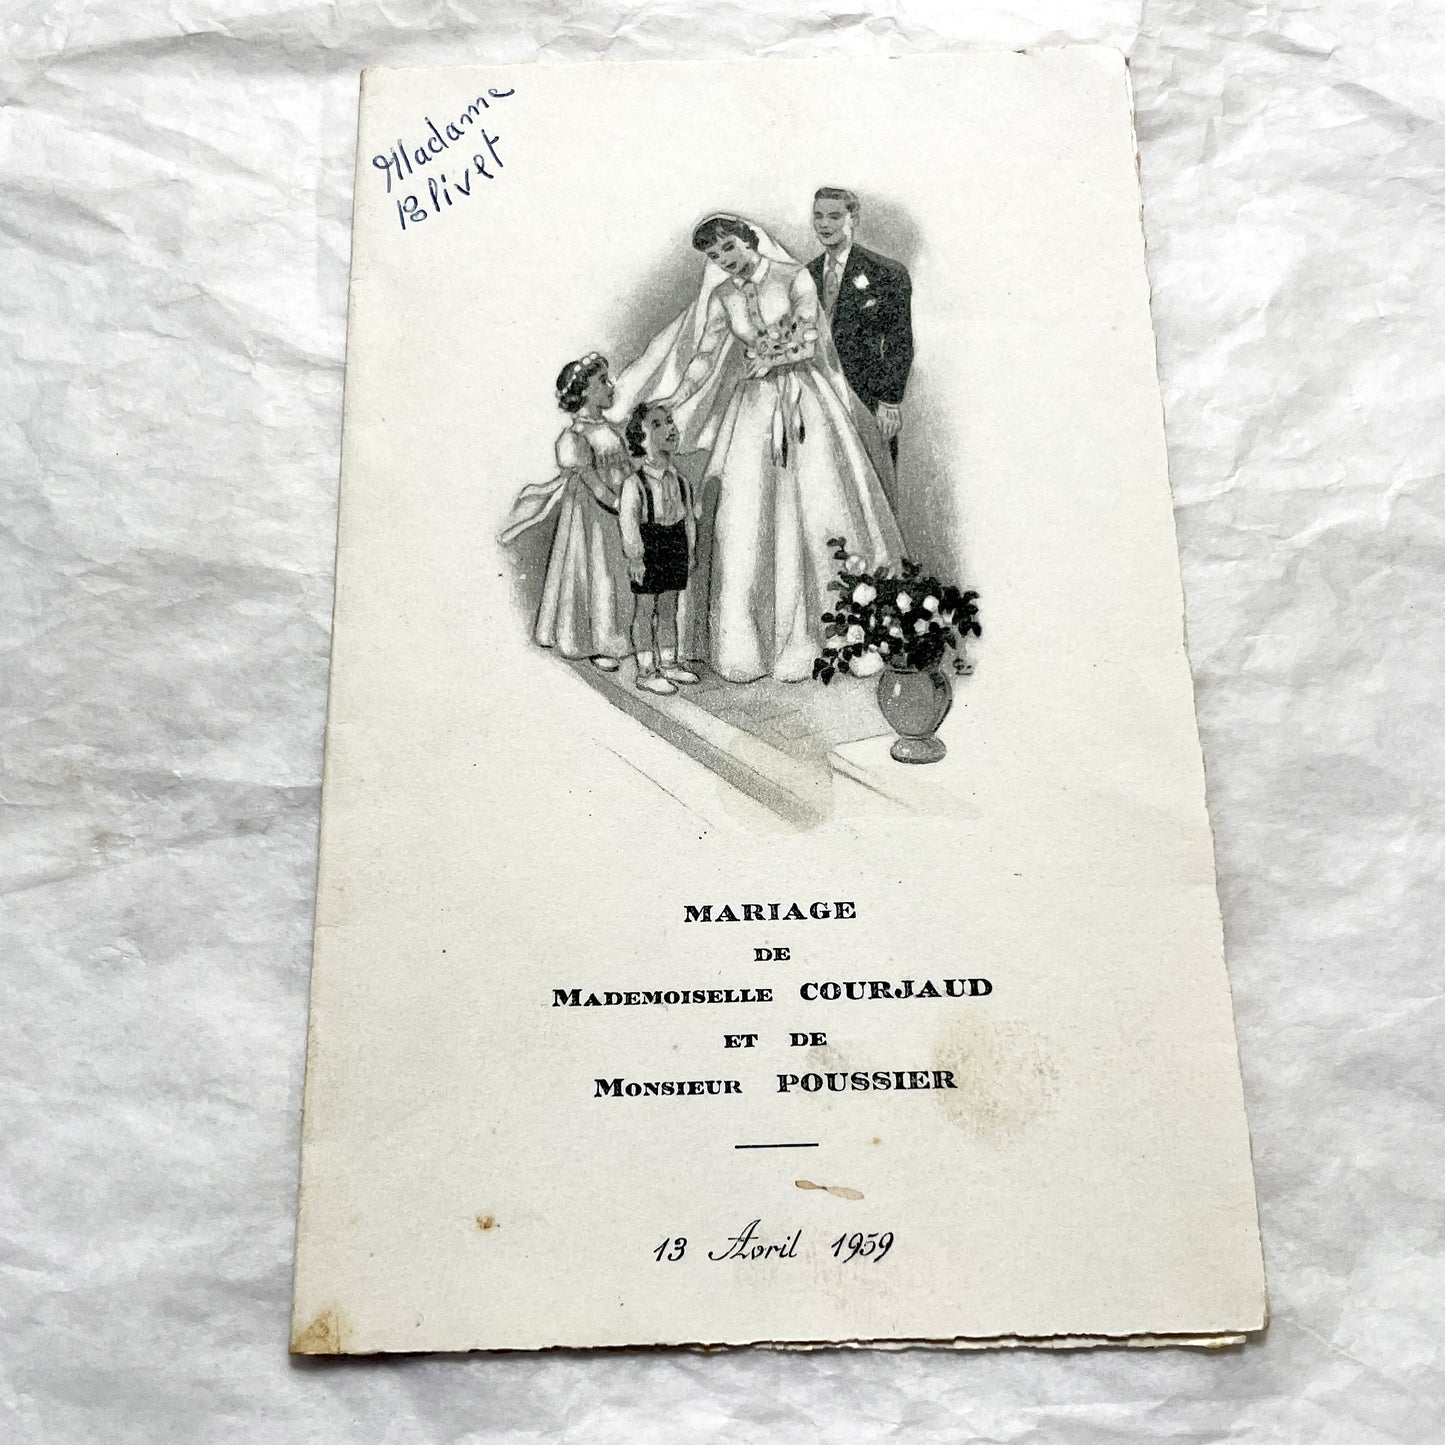 Madame
Blivet
MARIAGE
DE
MADEMOISELLE COURJAUD
ET DE
MONSIEUR POUSSIER
13 Avril 1959